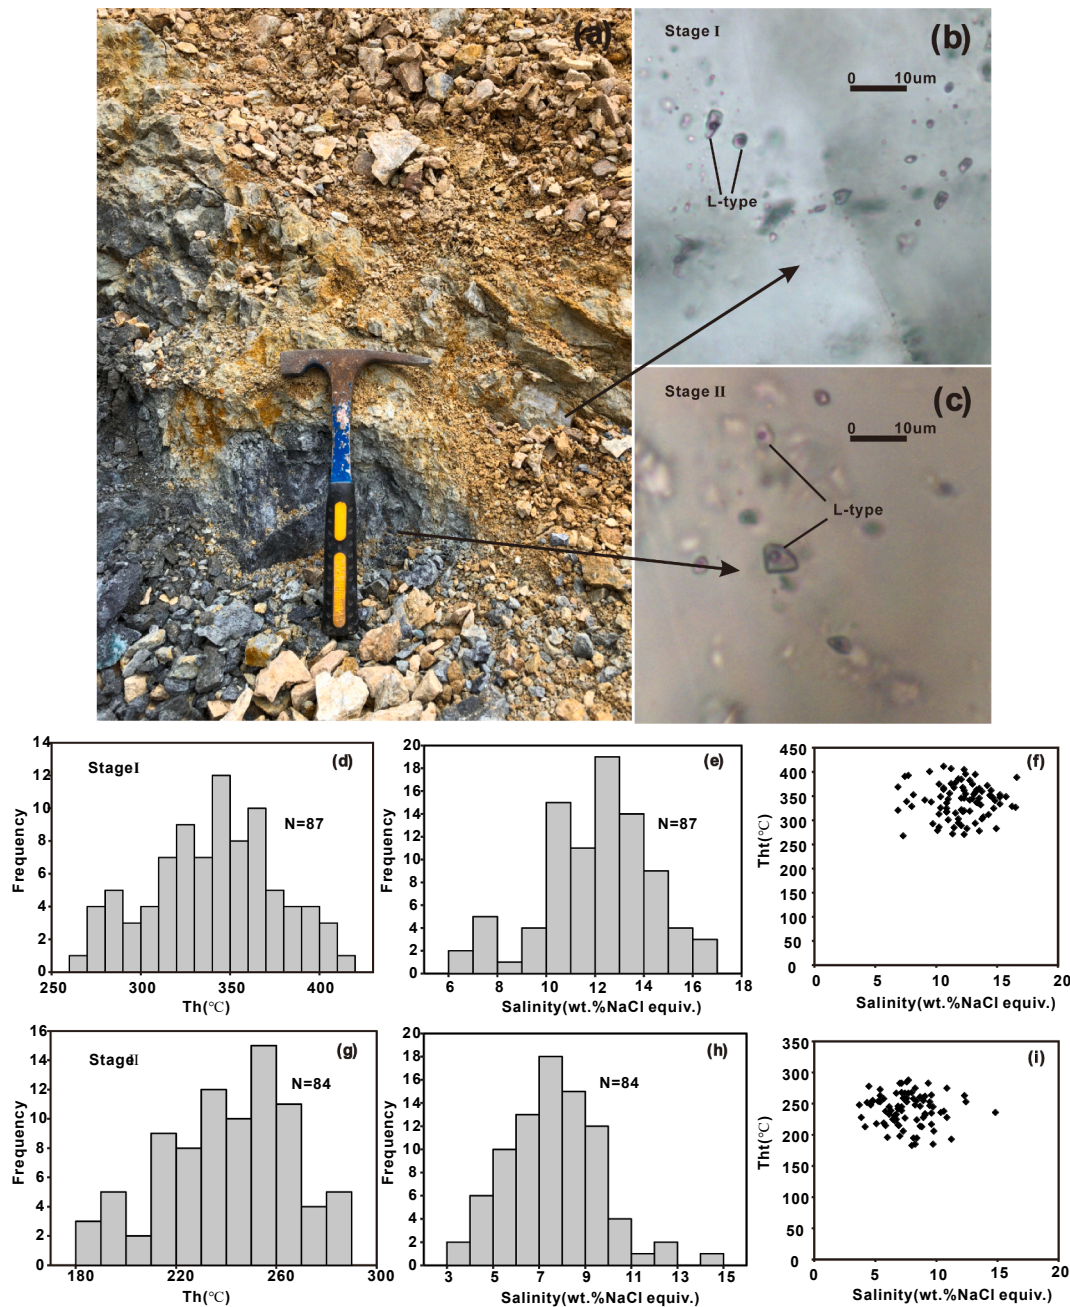 (a)
Stage I
(b)
0 10um
L-type
Stage II
(c)
0 10um
L-type
14
12
10
8
6
4
2
0
Frequency
Stage I
(d)
N=87
250 300 350 400
Th(℃)
20
18
16
14
12
10
8
6
4
2
0
Frequency
(e)
N=87
6 8 10 12 14 16 18
Salinity(wt.%NaCl equiv.)
450
400
350
300
250
200
150
100
50
0
Tht(℃)
(f)
0 5 10 15 20
Salinity(wt.%NaCl equiv.)
16
14
12
10
8
6
4
2
0
Frequency
Stage II
(g)
N=84
180 220 260 300
Th(℃)
20
18
16
14
12
10
8
6
4
2
0
Frequency
(h)
N=84
3 5 7 9 11 13 15
Salinity(wt.%NaCl equiv.)
350
300
250
200
150
100
50
0
Tht(℃)
(i)
0 5 10 15 20
Salinity(wt.%NaCl equiv.)